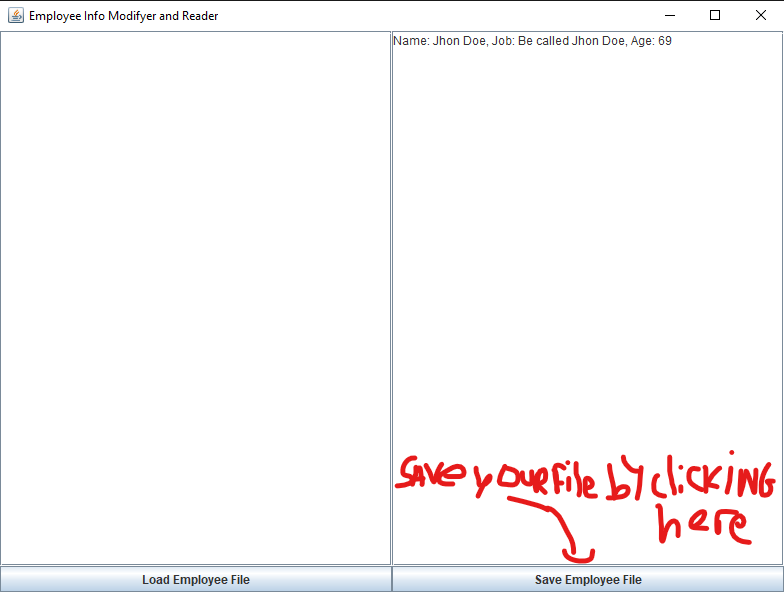 Employee Info Modifyer and Reader
Name: Jhon Doe, Job: Be called Jhon Doe, Age: 69
SAVE your File by clicking
here
Load Employee File
Save Employee File